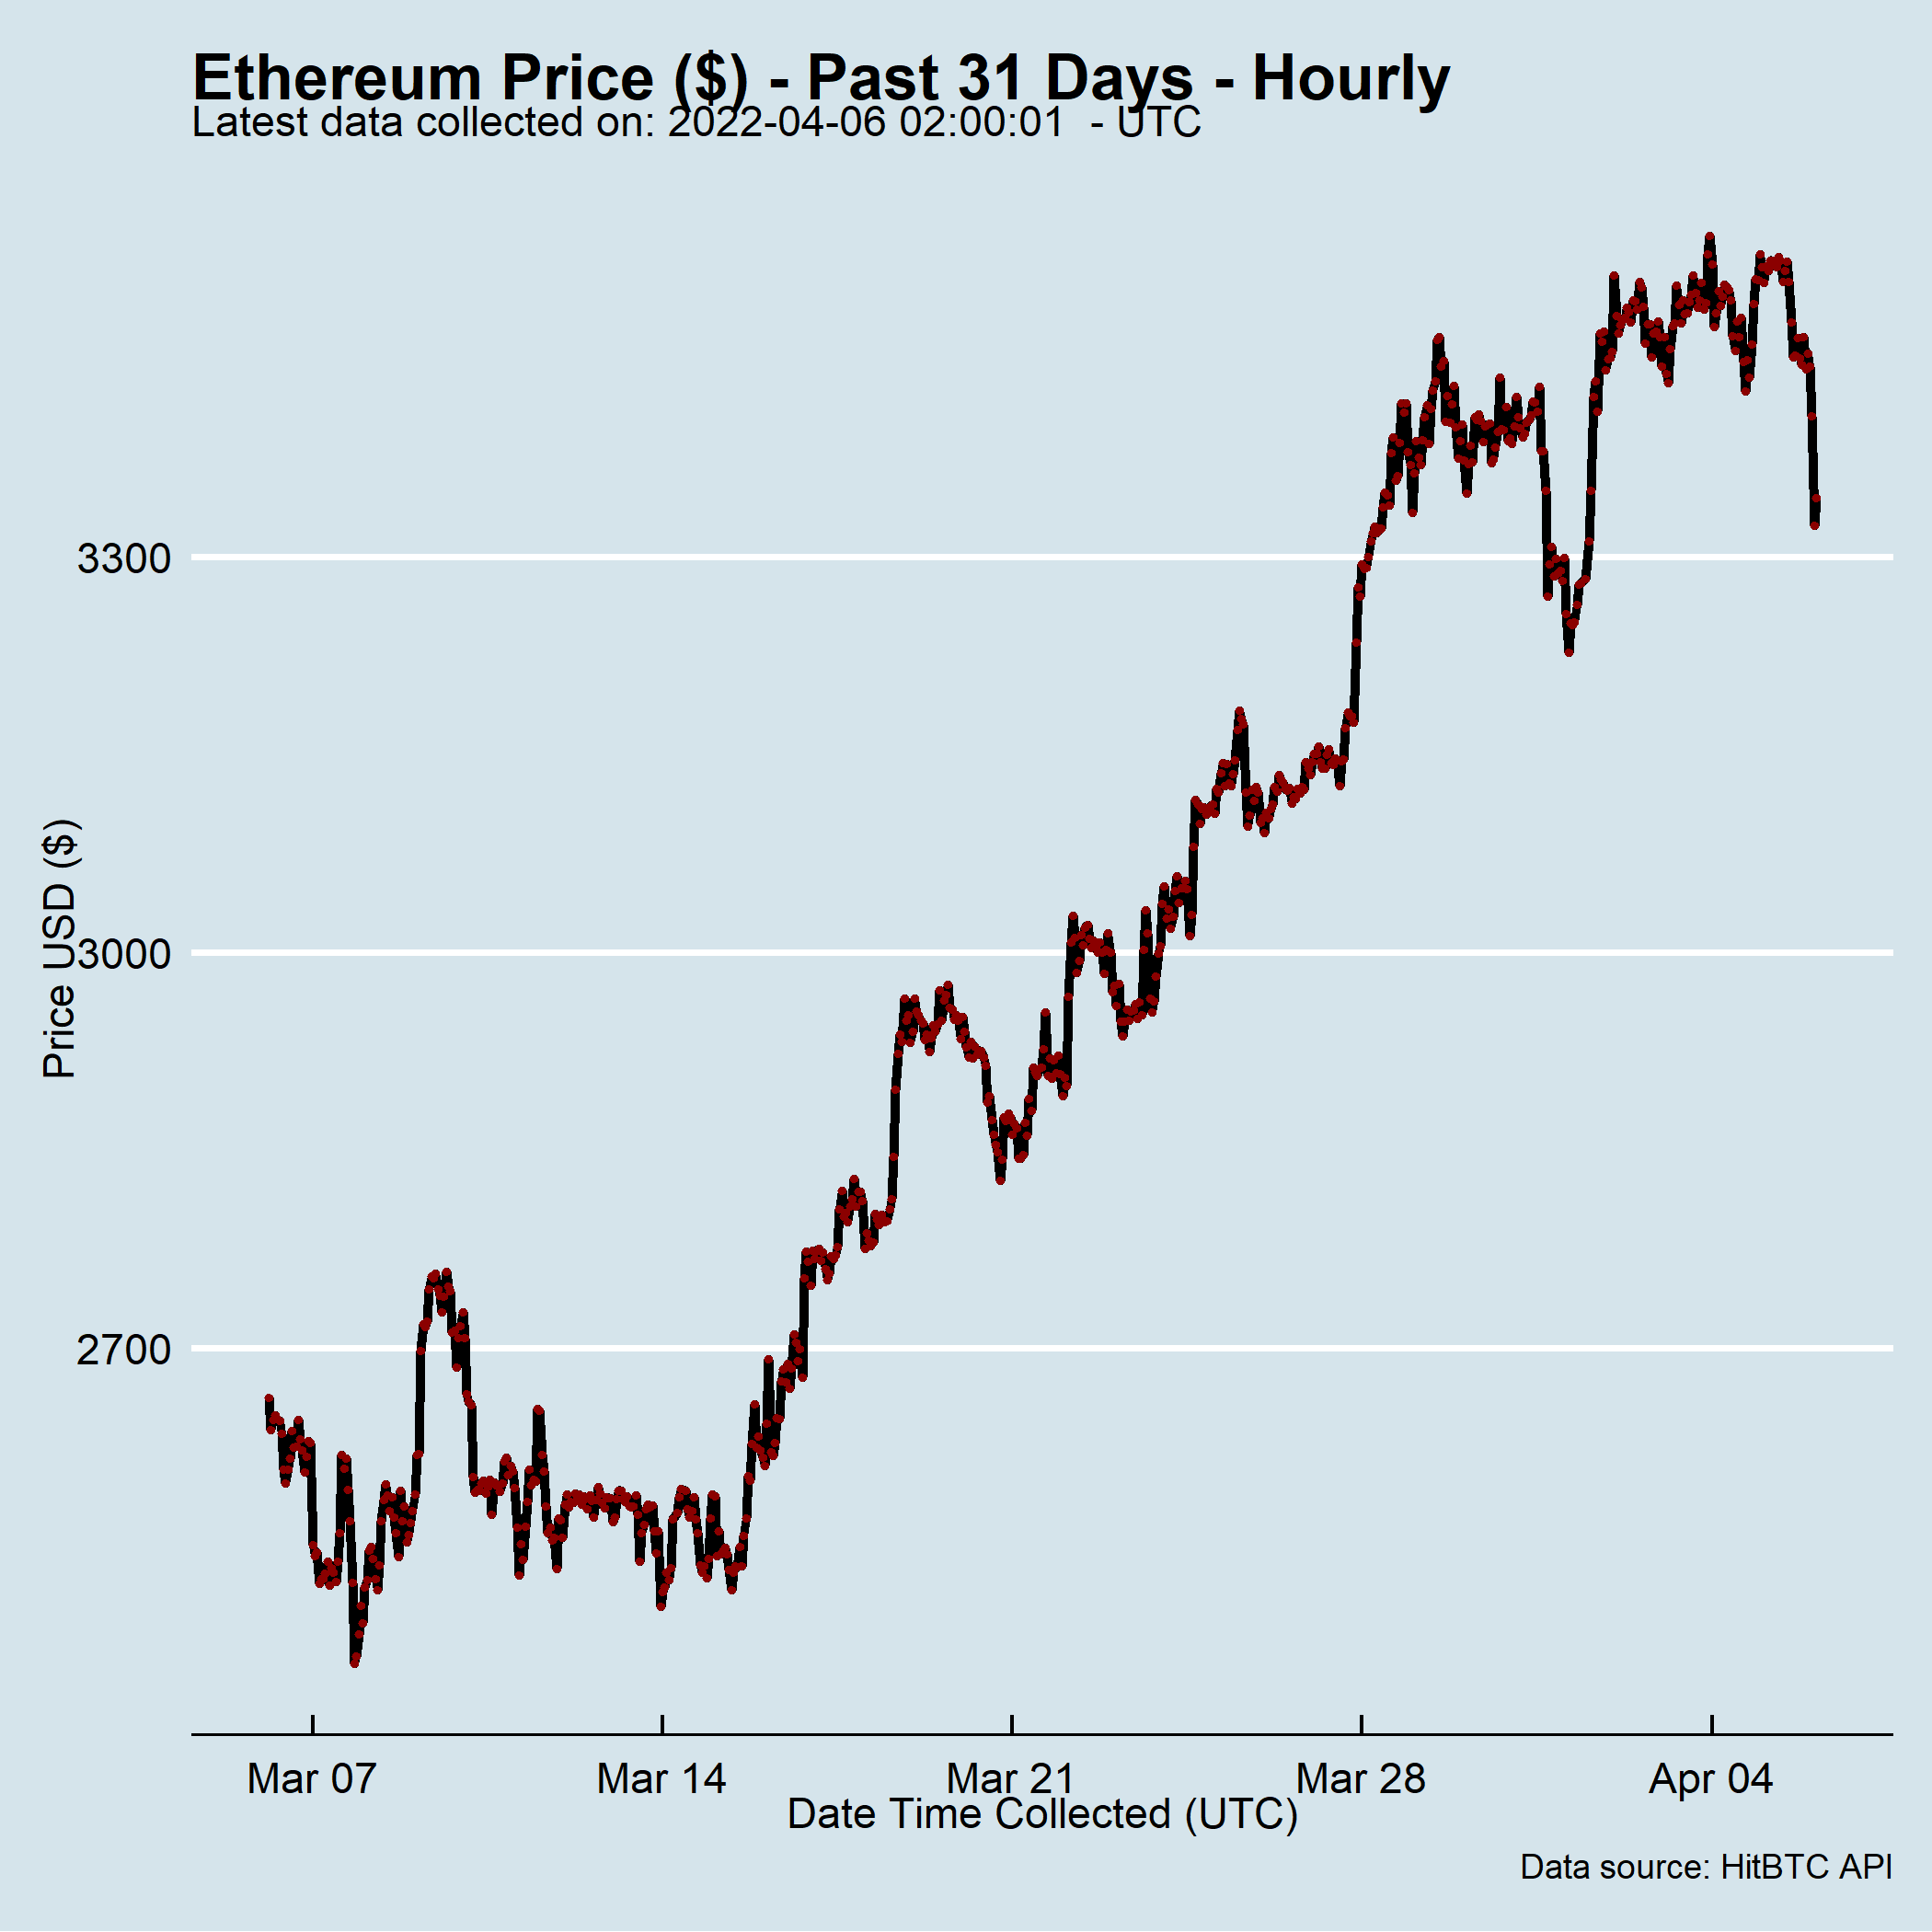 Ethereum Price ($) - Past 31 Days - Hourly
Latest data collected on: 2022-04-06 02:00:01  - UTC
3300
3000
2700
Price USD ($)
Mar 07
Mar 14
Mar 21
Mar 28
Apr 04
Date Time Collected (UTC)
Data source: HitBTC API